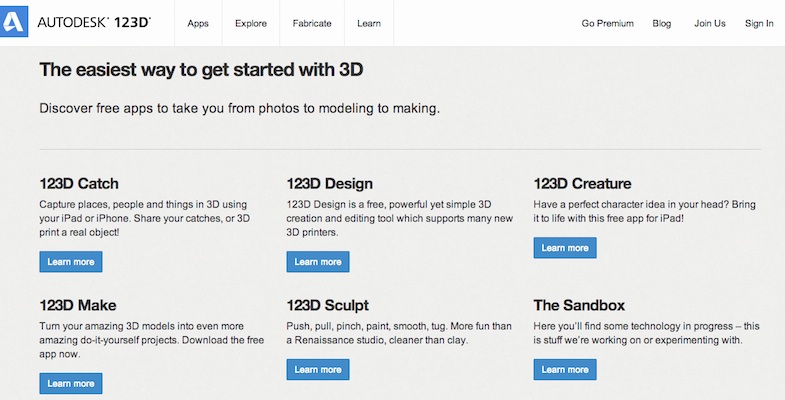 AUTODESK® 123D® Apps Explore Fabricate Learn Go Premium Blog Join Us Sign In
The easiest way to get started with 3D
Discover free apps to take you from photos to modeling to making.
123D Catch
Capture places, people and things in 3D using
your iPad or iPhone. Share your catches, or 3D
print a real object!
Learn more
123D Design
123D Design is a free, powerful yet simple 3D
creation and editing tool which supports many new
3D printers.
Learn more
123D Creature
Have a perfect character idea in your head? Bring
it to life with this free app for iPad!
Learn more
123D Make
Turn your amazing 3D models into even more
amazing do-it-yourself projects. Download the free
app now.
Learn more
123D Sculpt
Push, pull, pinch, paint, smooth, tug. More fun than
a Renaissance studio, cleaner than clay.
Learn more
The Sandbox
Here you’ll find some technology in progress – this
is stuff we’re working on or experimenting with.
Learn more